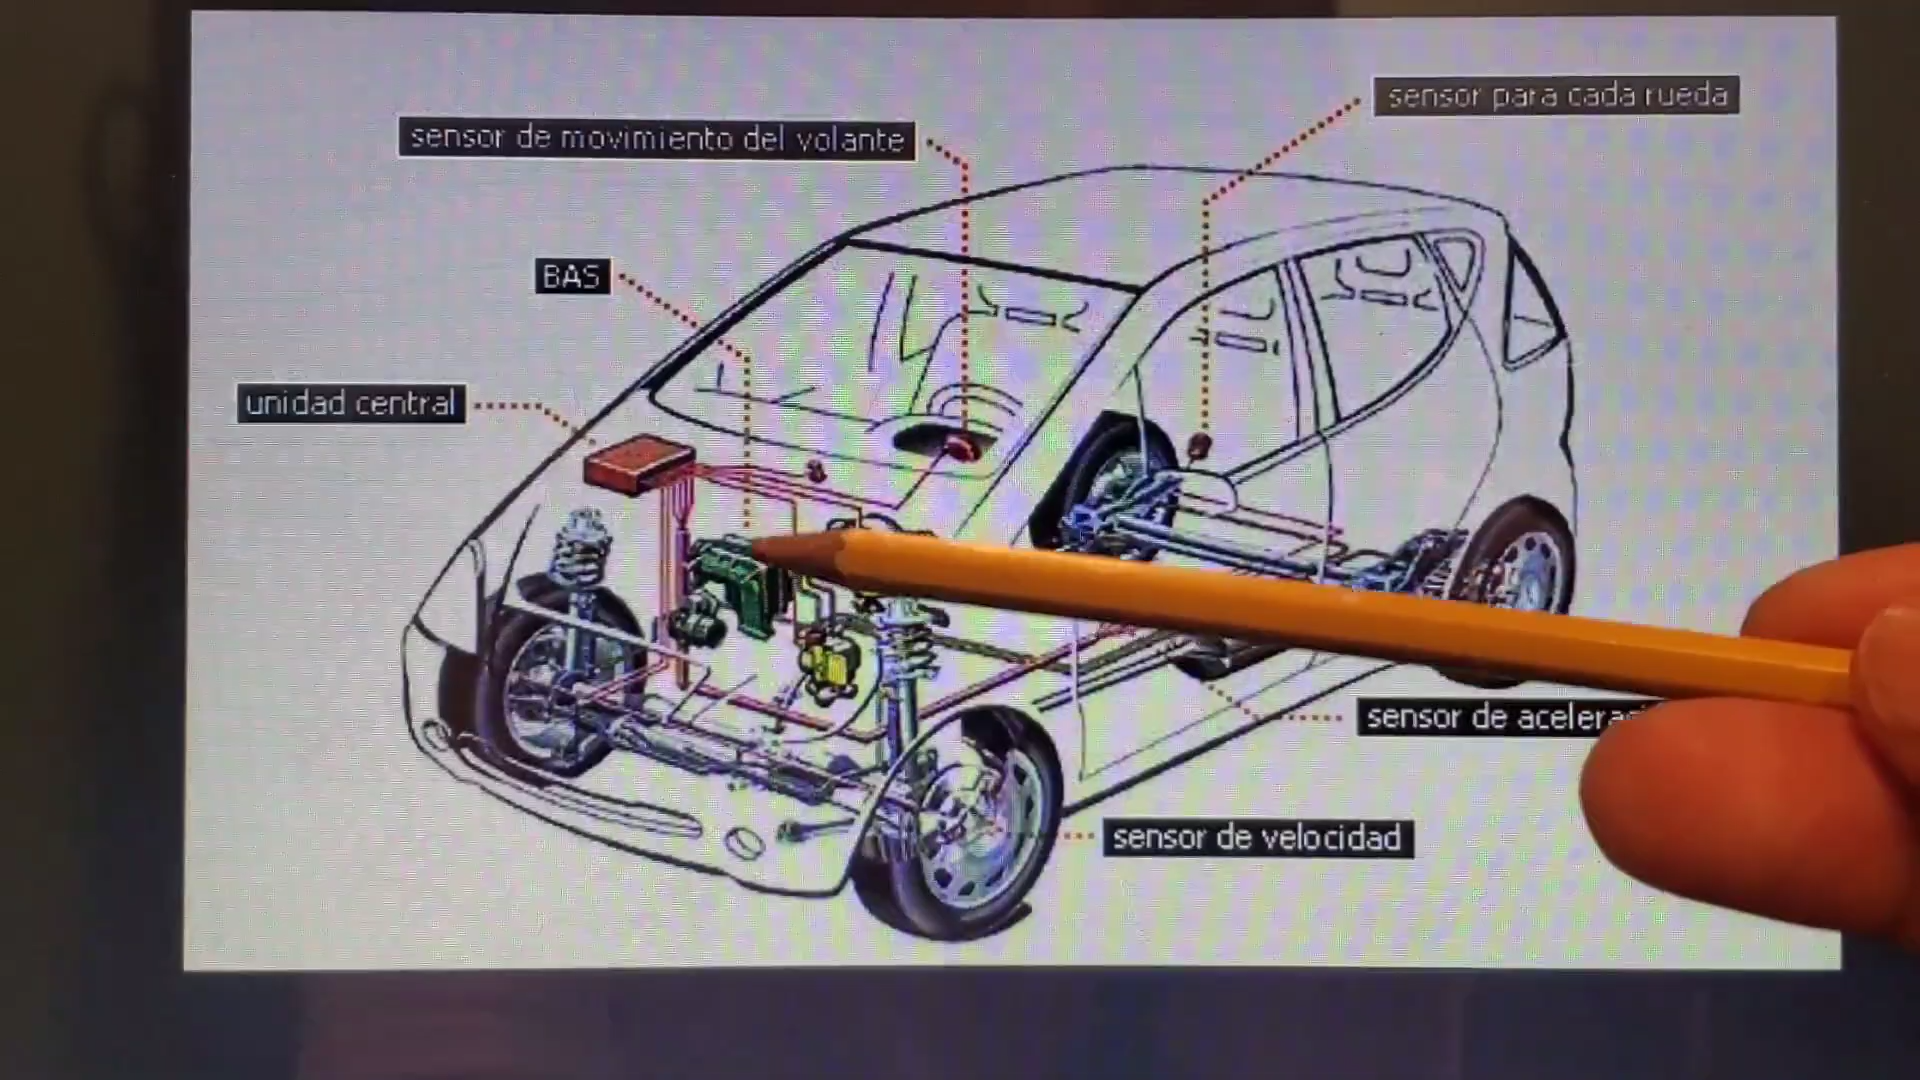 sensor para cada rueda
sensor de movimiento del volante
BAS
unidad central
sensor de
sensor de velocidad